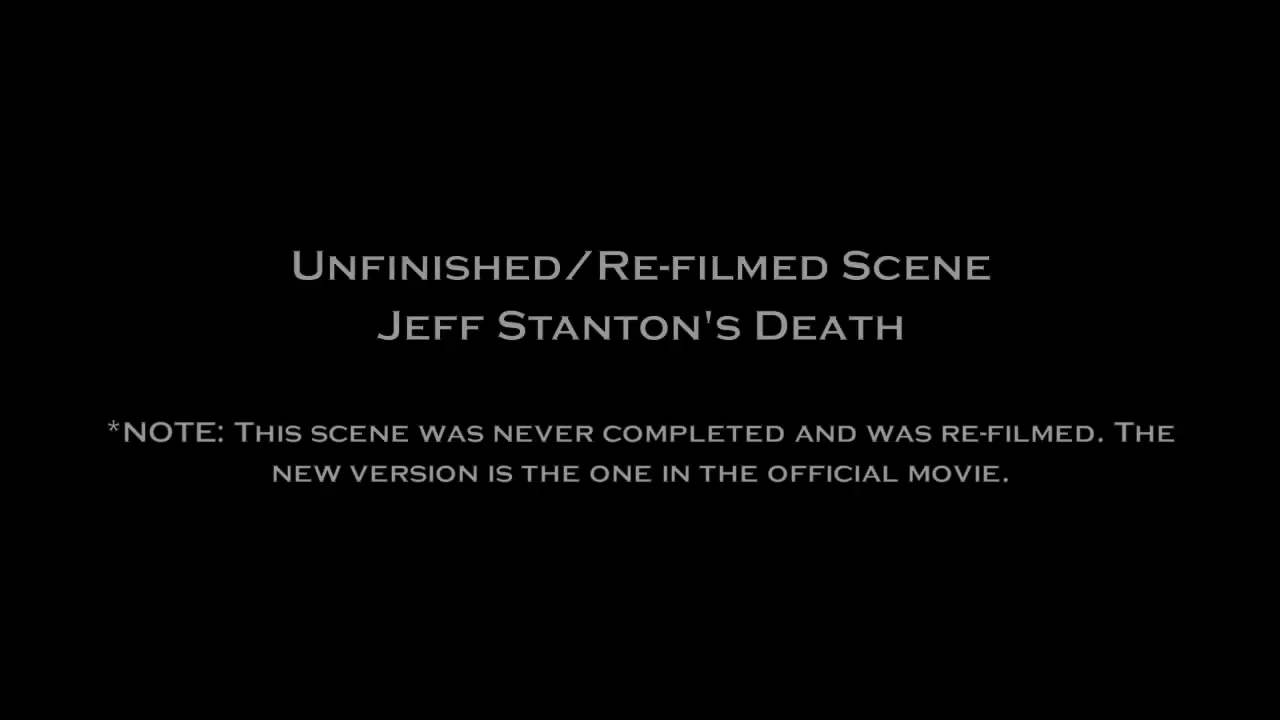 Unfinished/Re-filmed Scene
Jeff Stanton's Death
*NOTE: This scene was never completed and was re-filmed. The
new version is the one in the official movie.